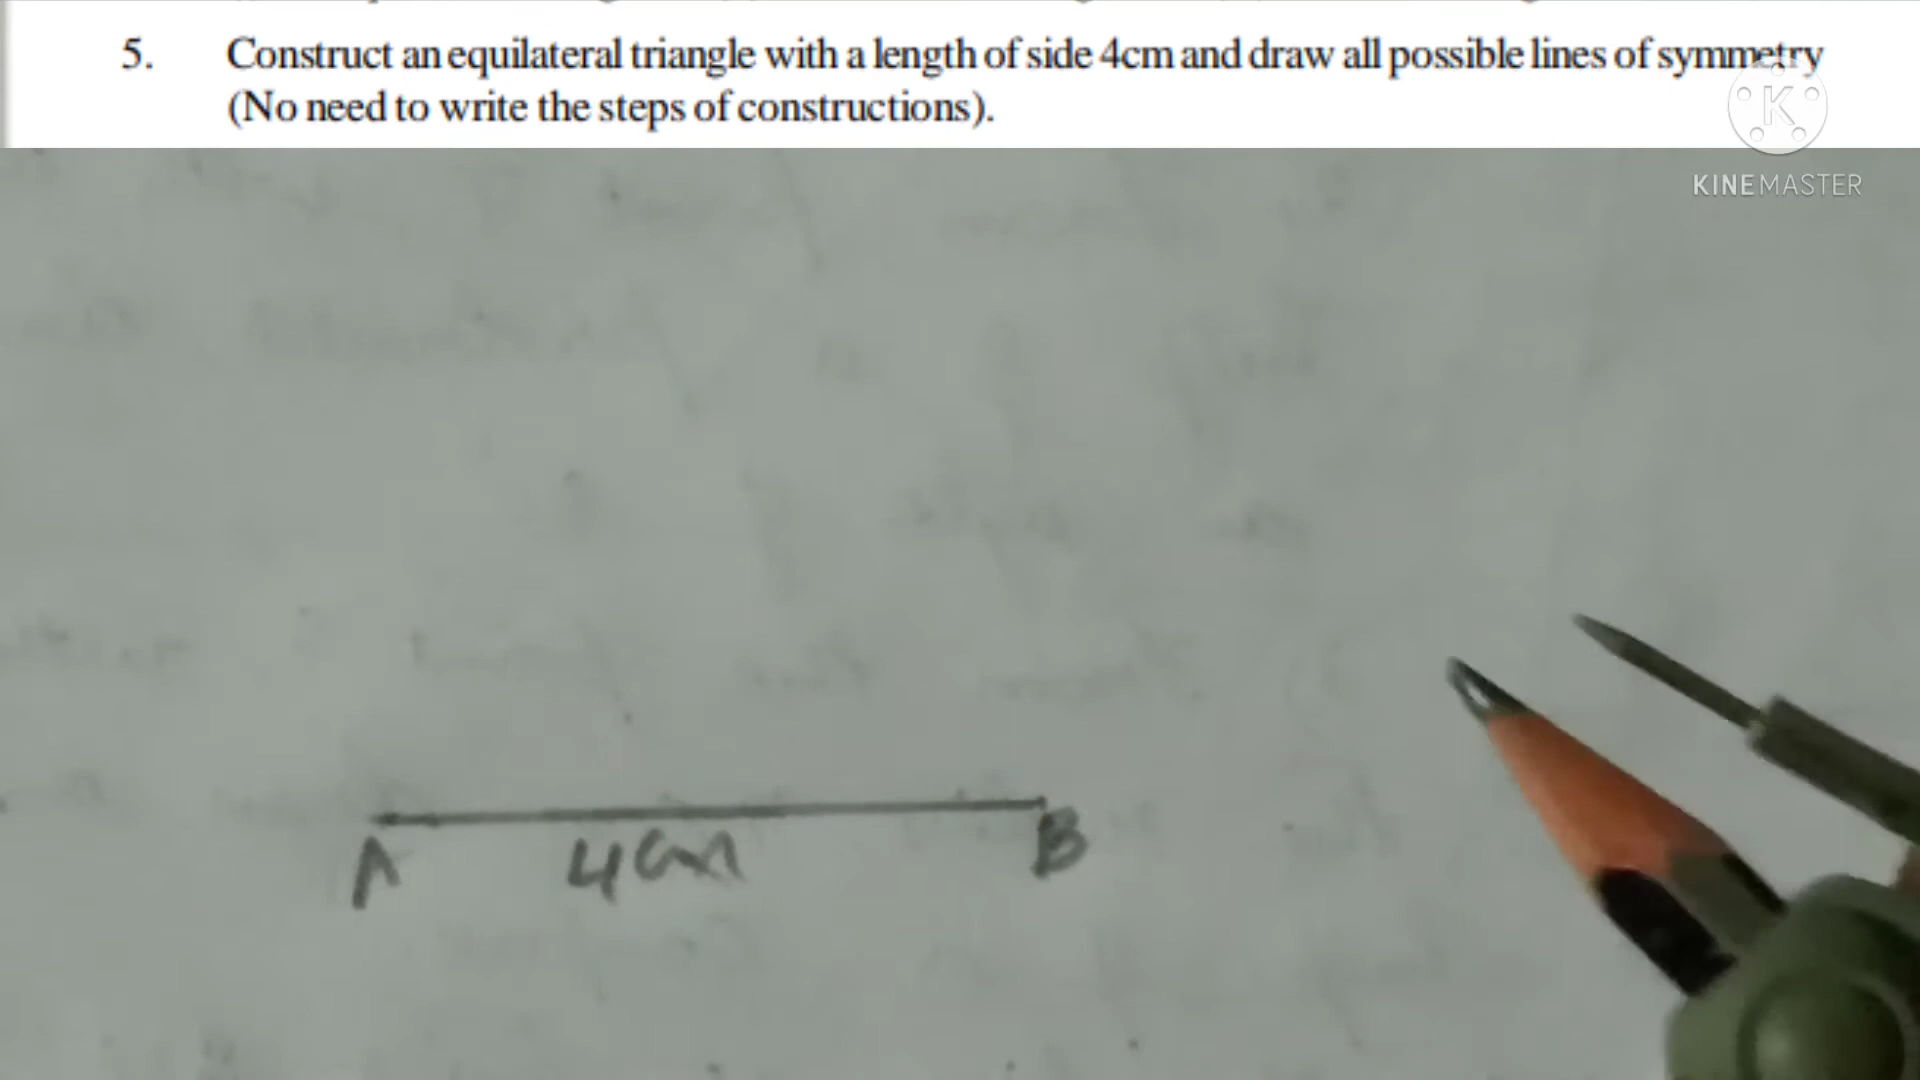 5. Construct an equilateral triangle with a length of side 4cm and draw all possible lines of symmetry
(No need to write the steps of constructions).
KINEMASTER
A 4cm B